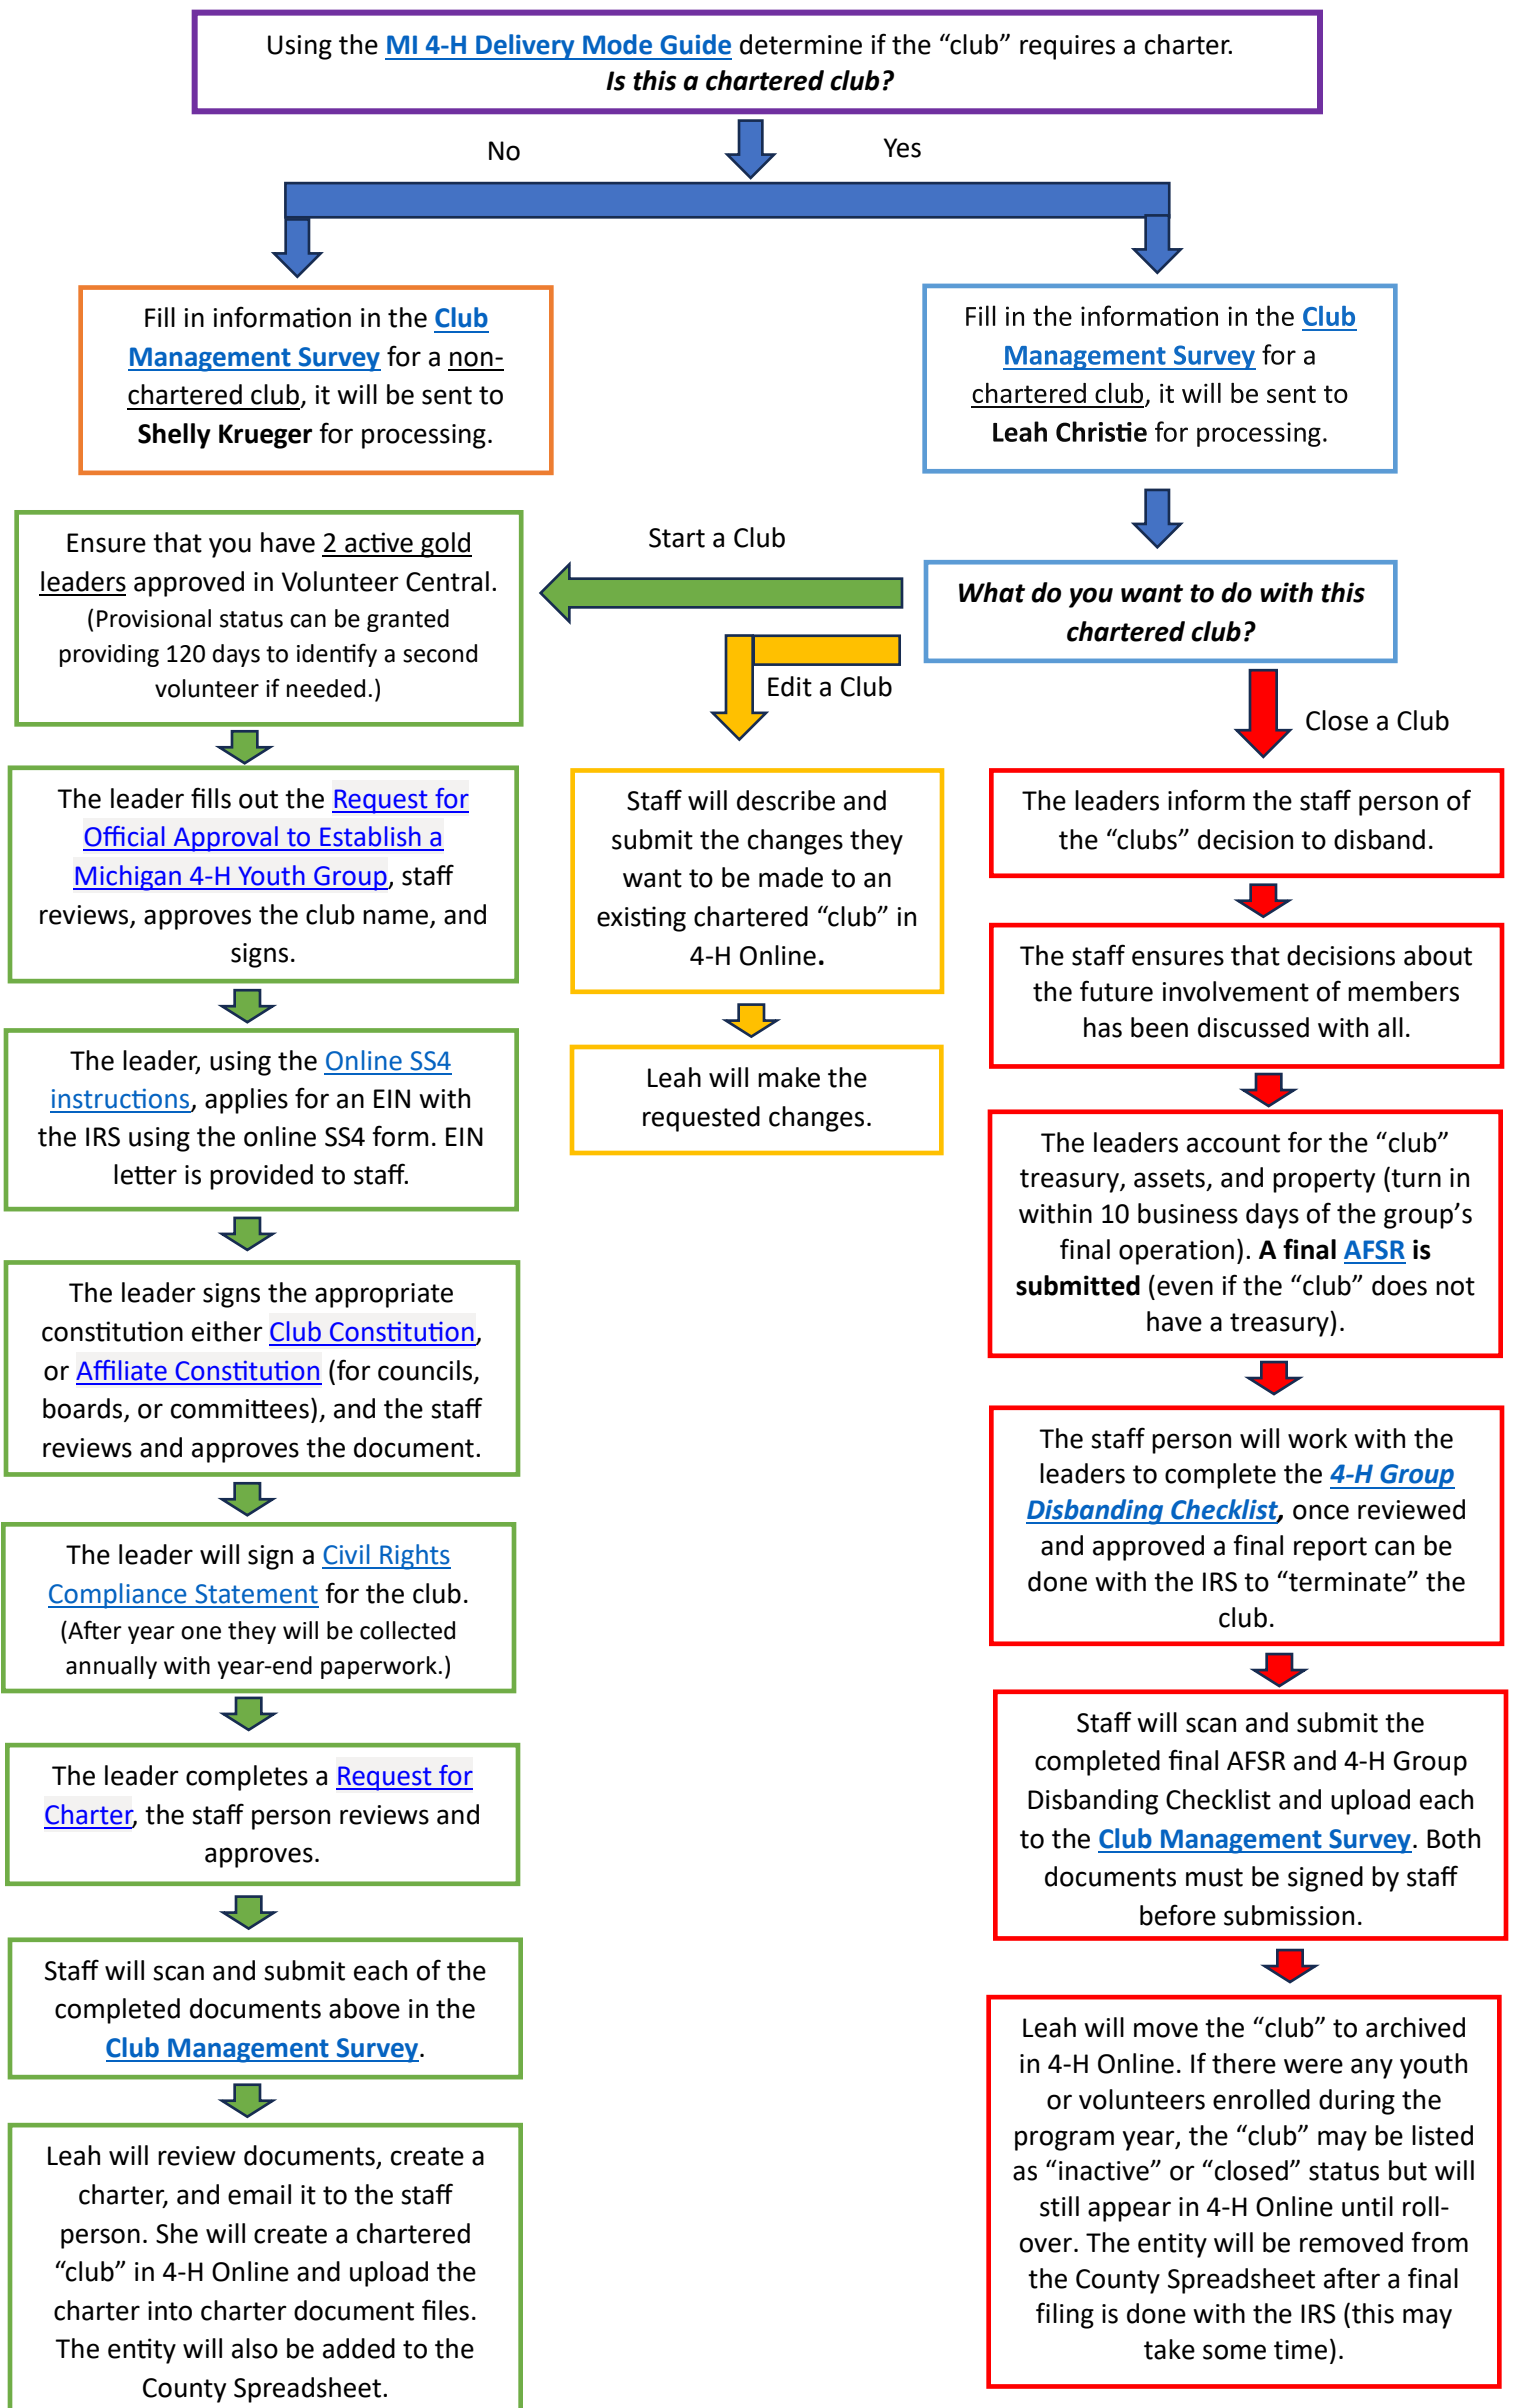 Using the MI 4-H Delivery Mode Guide determine if the “club” requires a charter.
Is this a chartered club?
No
Yes
Fill in information in the Club
Management Survey for a non-
chartered club, it will be sent to
Shelly Krueger for processing.
Fill in the information in the Club
Management Survey for a
chartered club, it will be sent to
Leah Christie for processing.
What do you want to do with this
chartered club?
Start a Club
Ensure that you have 2 active gold
leaders approved in Volunteer Central.
(Provisional status can be granted
providing 120 days to identify a second
volunteer if needed.)
The leader fills out the Request for
Official Approval to Establish a
Michigan 4-H Youth Group, staff
reviews, approves the club name, and
signs.
The leader, using the Online SS4
instructions, applies for an EIN with
the IRS using the online SS4 form. EIN
letter is provided to staff.
The leader signs the appropriate
constitution either Club Constitution,
or Affiliate Constitution (for councils,
boards, or committees), and the staff
reviews and approves the document.
The leader will sign a Civil Rights
Compliance Statement for the club.
(After year one they will be collected
annually with year-end paperwork.)
The leader completes a Request for
Charter, the staff person reviews and
approves.
Staff will scan and submit each of the
completed documents above in the
Club Management Survey.
Leah will review documents, create a
charter, and email it to the staff
person. She will create a chartered
“club” in 4-H Online and upload the
charter into charter document files.
The entity will also be added to the
County Spreadsheet.
Edit a Club
Staff will describe and
submit the changes they
want to be made to an
existing chartered “club” in
4-H Online.
Leah will make the
requested changes.
Close a Club
The leaders inform the staff person of
the “clubs” decision to disband.
The staff ensures that decisions about
the future involvement of members
has been discussed with all.
The leaders account for the “club”
treasury, assets, and property (turn in
within 10 business days of the group’s
final operation). A final AFSR is
submitted (even if the “club” does not
have a treasury).
The staff person will work with the
leaders to complete the 4-H Group
Disbanding Checklist, once reviewed
and approved a final report can be
done with the IRS to “terminate” the
club.
Staff will scan and submit the
completed final AFSR and 4-H Group
Disbanding Checklist and upload each
to the Club Management Survey. Both
documents must be signed by staff
before submission.
Leah will move the “club” to archived
in 4-H Online. If there were any youth
or volunteers enrolled during the
program year, the “club” may be listed
as “inactive” or “closed” status but will
still appear in 4-H Online until roll-
over. The entity will be removed from
the County Spreadsheet after a final
filing is done with the IRS (this may
take some time).